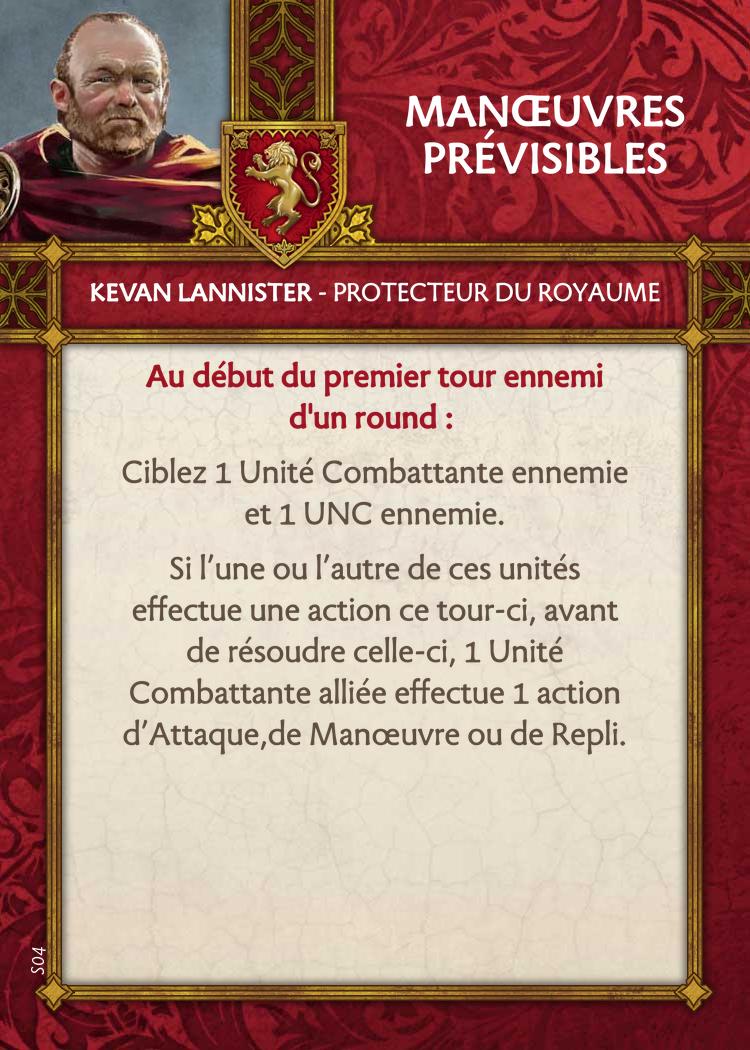 MANŒUVRES
PRÉVISIBLES
KEVAN LANNISTER - PROTECTEUR DU ROYAUME
Au début du premier tour ennemi
d'un round :
Ciblez 1 Unité Combattante ennemie
et 1 UNC ennemie.
Si l’une ou l’autre de ces unités
effectue une action ce tour-ci, avant
de résoudre celle-ci, 1 Unité
Combattante alliée effectue 1 action
d’Attaque,de Manœuvre ou de Repli.
S04